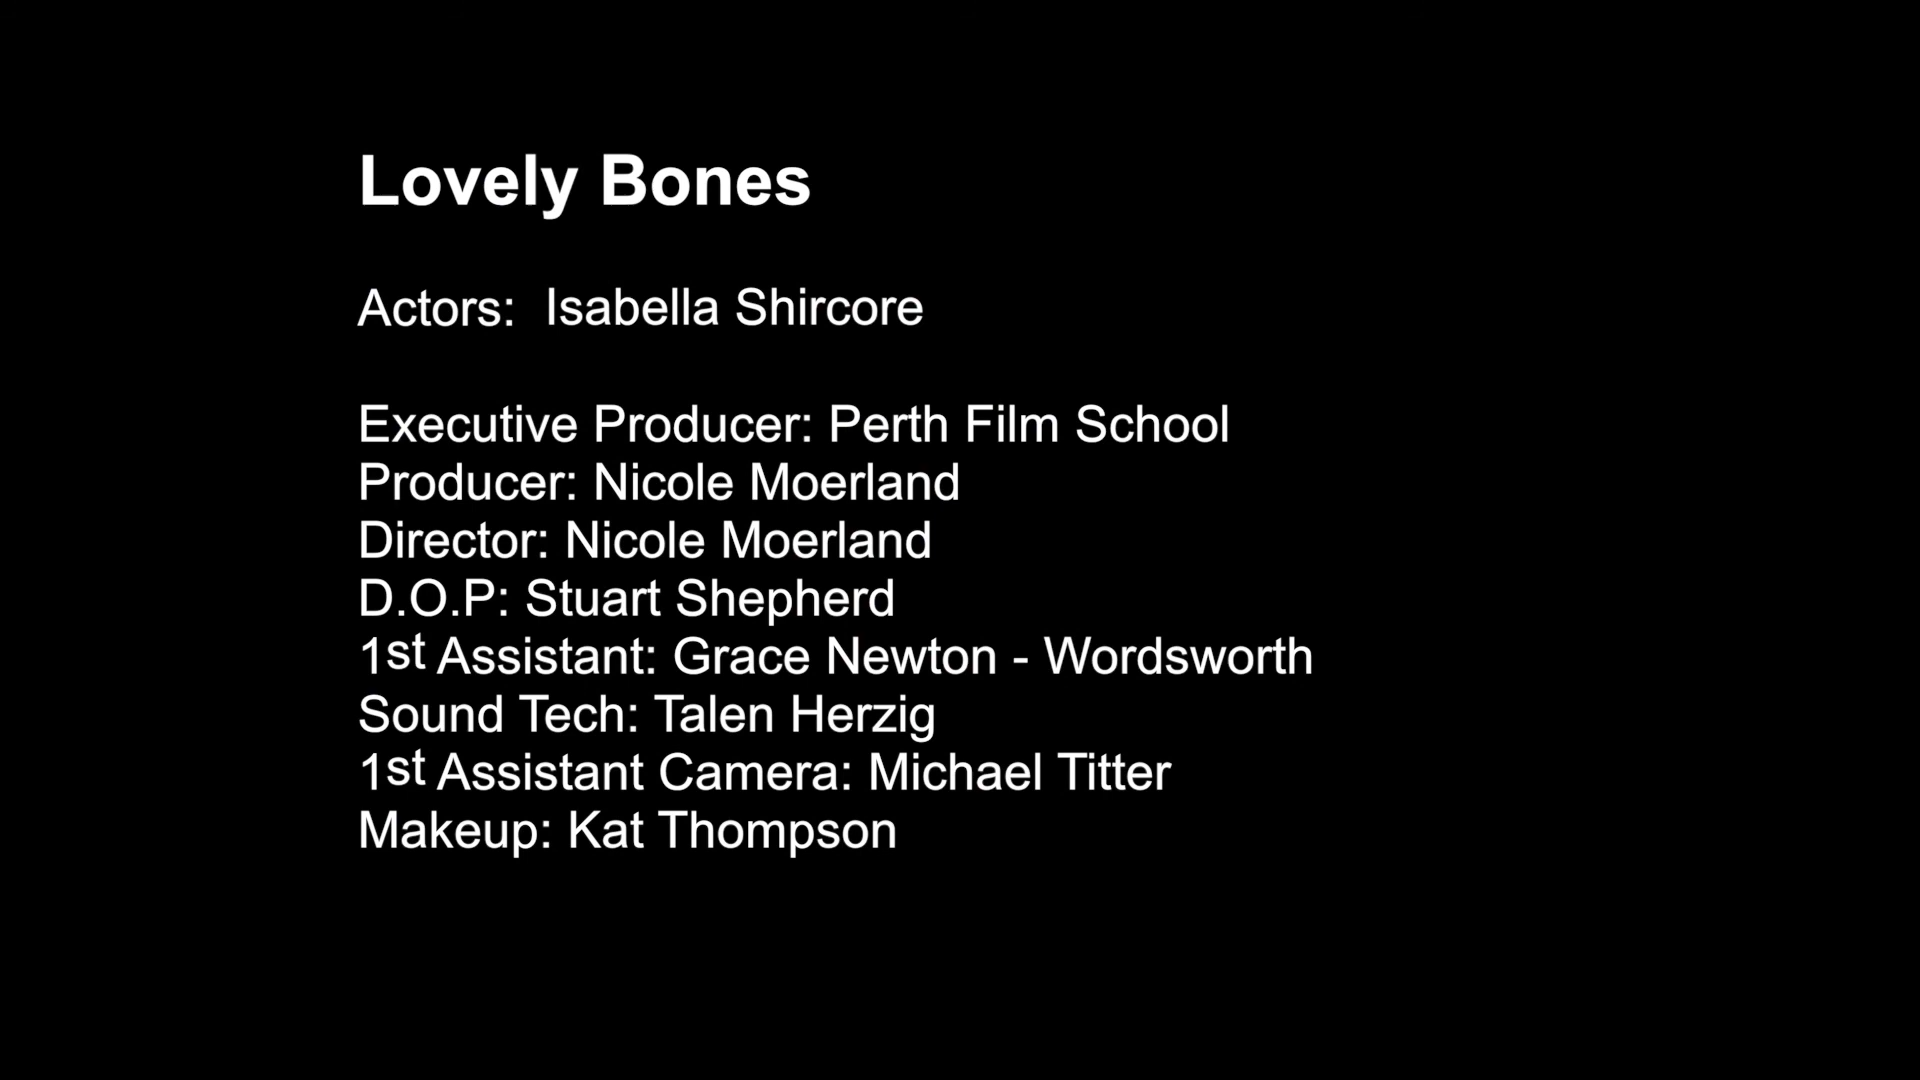 Lovely Bones
Actors: Isabella Shircore
Executive Producer: Perth Film School
Producer: Nicole Moerland
Director: Nicole Moerland
D.O.P: Stuart Shepherd
1st Assistant: Grace Newton - Wordsworth
Sound Tech: Talen Herzig
1st Assistant Camera: Michael Titter
Makeup: Kat Thompson